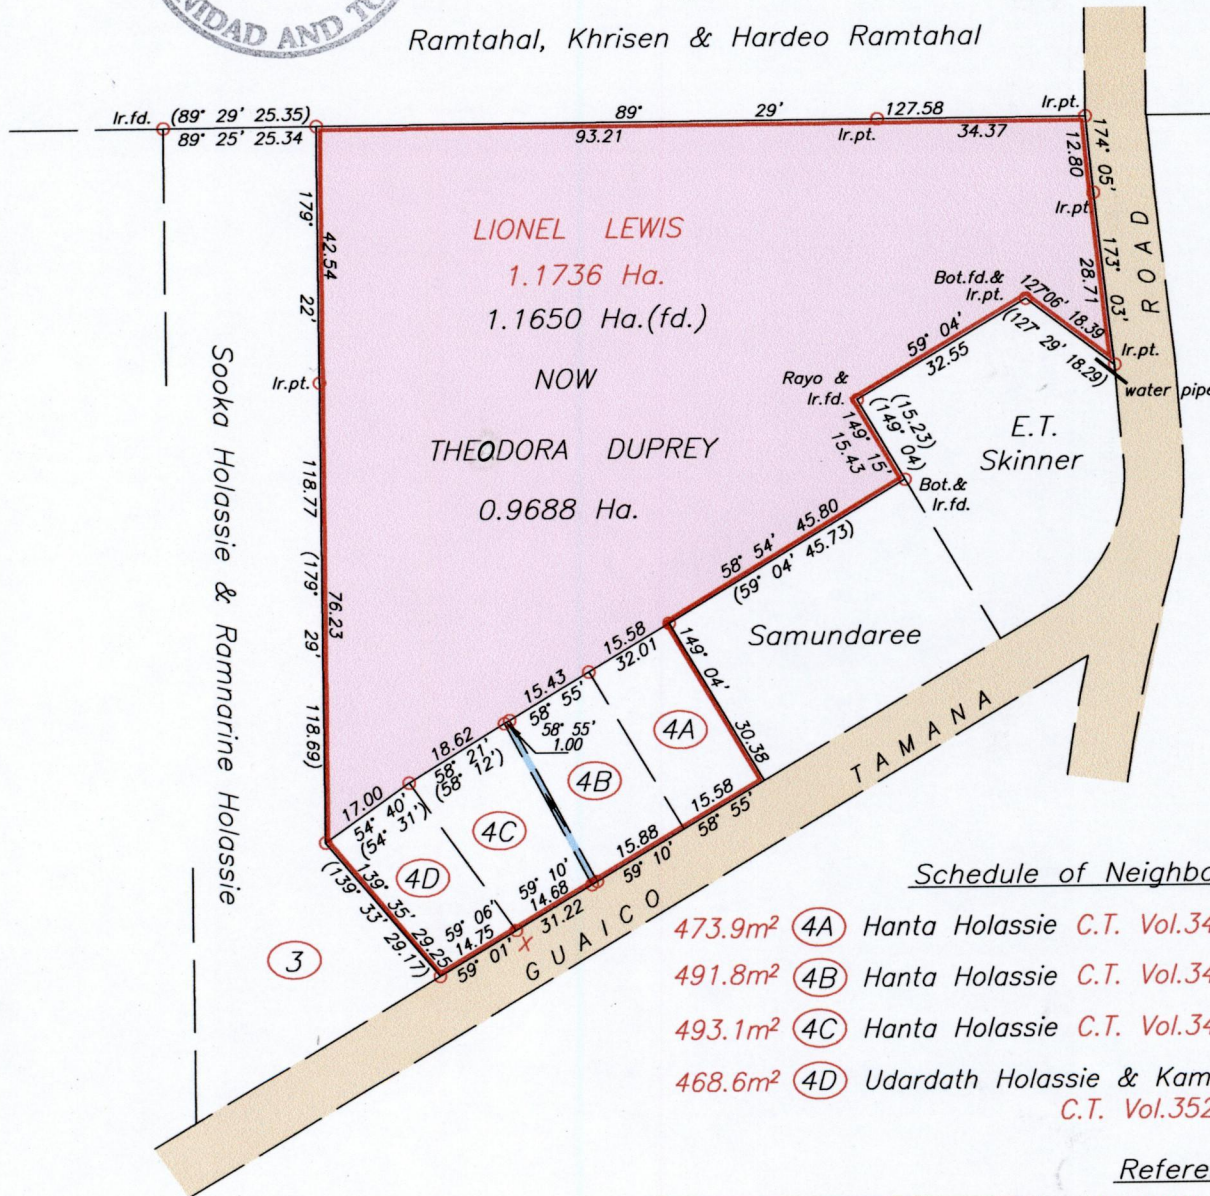 NIDAD AND TO
Ramtahal, Khrisen & Hardeo Ramtahal
Ir.fd.
(89° 29' 25.35)
89° 25' 25.34
89° 29' 127.58
93.21
Ir.pt.
34.37
Ir.pt.
174° 05'
12.80
Ir.pt.
173° 03'
28.71
ROAD
179° 22'
42.54
LIONEL LEWIS
1.1736 Ha.
1.1650 Ha.(fd.)
NOW
THEODORA DUPREY
0.9688 Ha.
Bot.fd.&
Ir.pt.
127°06' 18.39
(127° 29' 18.29)
Ir.pt.
water pipe
59° 04'
32.55
Rayo &
Ir.fd.
(15.23)
(149° 04)
149° 15'
15.43
E.T.
Skinner
Bot.&
Ir.fd.
Ir.pt.
Sooka Holassie & Ramnarine Holassie
118.77
(179° 29' 118.69)
76.23
58° 54' 45.80
(59° 04' 45.73)
Samundaree
149° 04'
30.38
15.58
32.01
15.43
58° 55'
58° 55'
1.00
18.62
58° 21'
(58° 12')
17.00
54° 40'
(54° 31')
4A
4B
4C
4D
139° 35' 29.25
(139° 33' 29.17)
15.58
58° 55'
15.88
59° 10'
59° 10'
14.68
31.22
59° 06'
14.75
59° 01'
x
3
GUAICO TAMANA
Schedule of Neighbo
473.9m² 4A Hanta Holassie C.T. Vol.34
491.8m² 4B Hanta Holassie C.T. Vol.34
493.1m² 4C Hanta Holassie C.T. Vol.34
468.6m² 4D Udardath Holassie & Kam
C.T. Vol.352
Refere